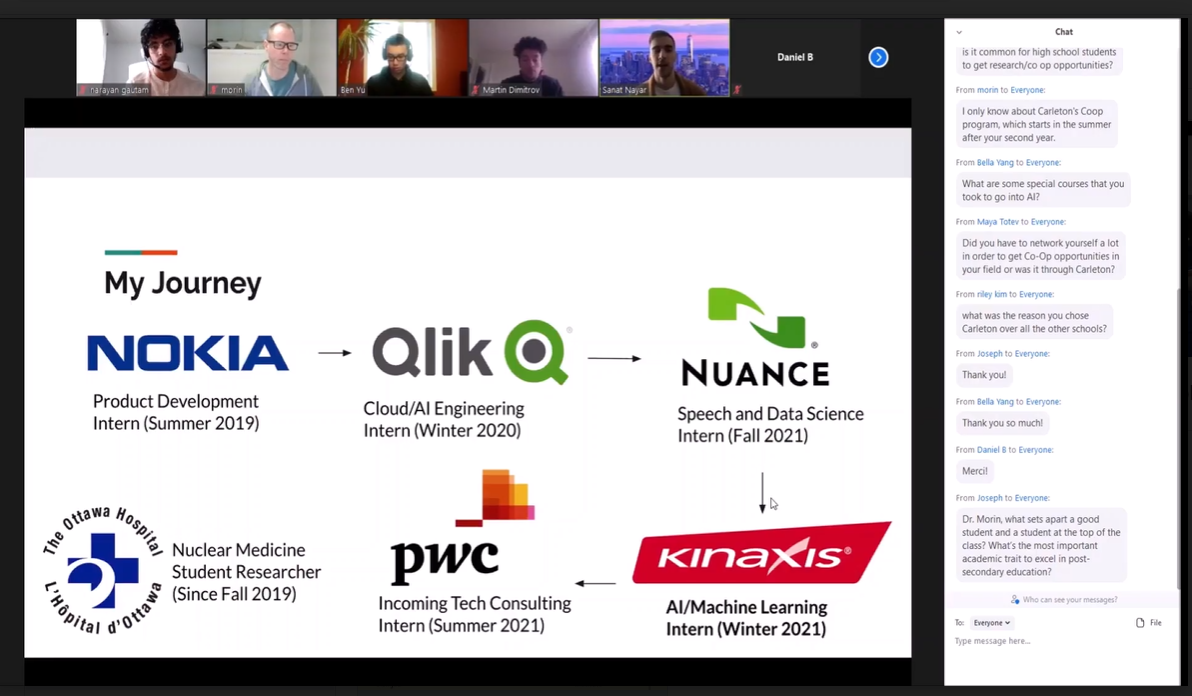 narayan gautam
morin
Ben Yu
Martin Dimitrov
Sanat Nayar
Daniel B
My Journey
NOKIA
Product Development
Intern (Summer 2019)
Qlik Q
Cloud/AI Engineering
Intern (Winter 2020)
NUANCE
Speech and Data Science
Intern (Fall 2021)
The Ottawa Hospital
L'Hôpital d'Ottawa
Nuclear Medicine
Student Researcher
(Since Fall 2019)
pwc
Incoming Tech Consulting
Intern (Summer 2021)
KINAXIS®
AI/Machine Learning
Intern (Winter 2021)
Chat
is it common for high school students
to get research/co op opportunities?
From morin to Everyone:
I only know about Carleton's Coop
program, which starts in the summer
after your second year.
From Bella Yang to Everyone:
What are some special courses that you
took to go into AI?
From Maya Totev to Everyone:
Did you have to network yourself a lot
in order to get Co-Op opportunities in
your field or was it through Carleton?
From riley kim to Everyone:
what was the reason you chose
Carleton over all the other schools?
From Joseph to Everyone:
Thank you!
From Bella Yang to Everyone:
Thank you so much!
From Daniel B to Everyone:
Merci!
From Joseph to Everyone:
Dr. Morin, what sets apart a good
student and a student at the top of the
class? What's the most important
academic trait to excel in post-
secondary education?
Who can see your messages?
To: Everyone File
Type message here...